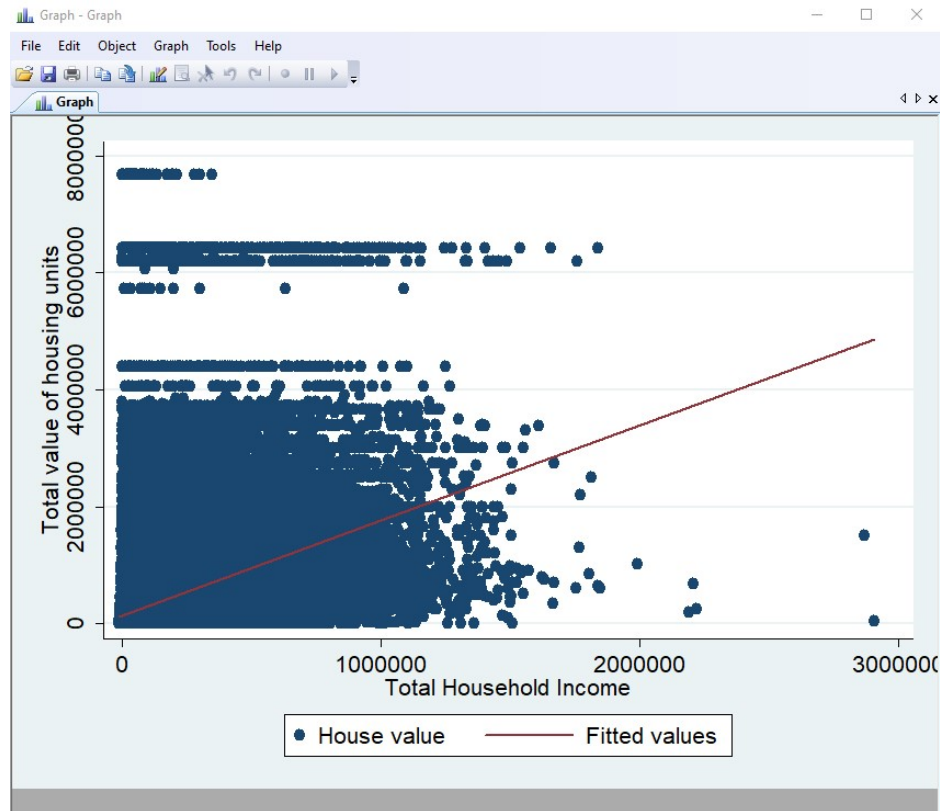 Graph - Graph
File Edit Object Graph Tools Help
Graph
Total value of housing units
8000000
6000000
4000000
2000000
0
0 1000000 2000000 3000000
Total Household Income
House value Fitted values